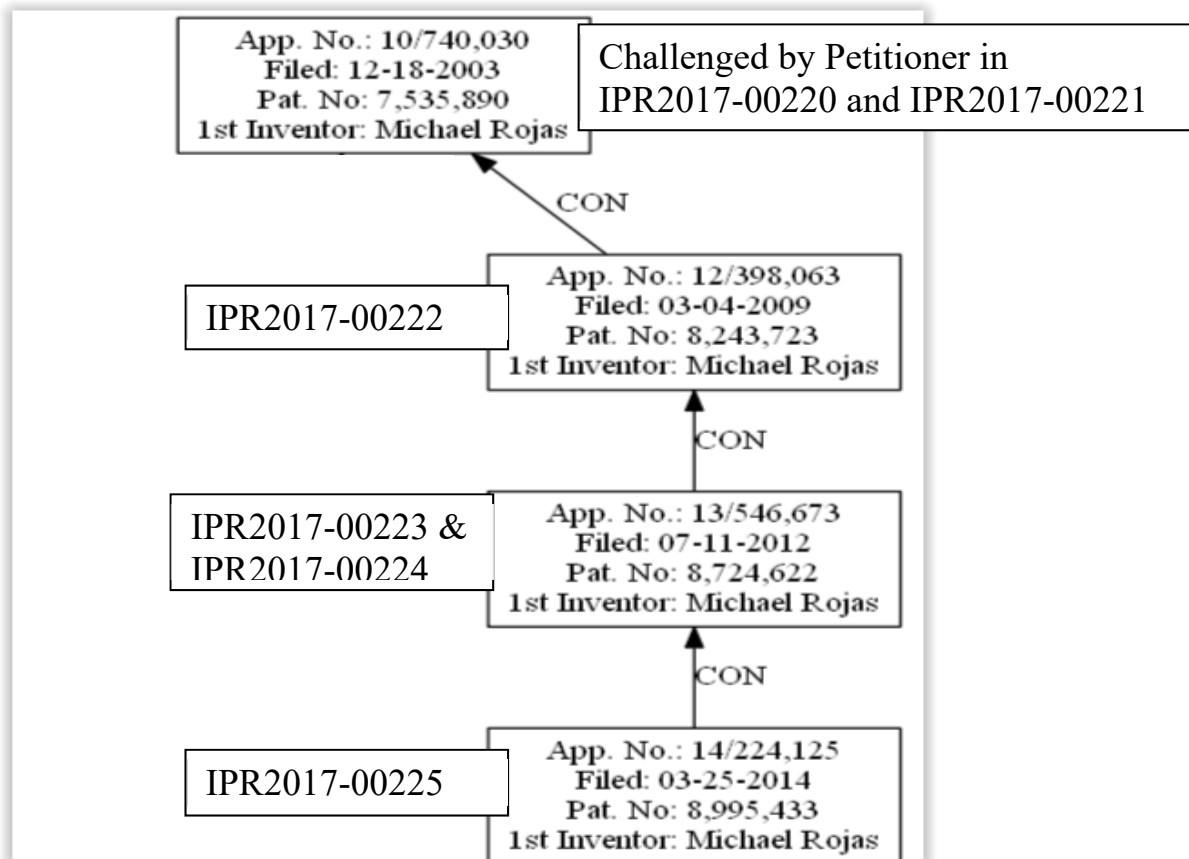 App. No.: 10/740,030
Filed: 12-18-2003
Pat. No: 7,535,890
1st Inventor: Michael Rojas
Challenged by Petitioner in
IPR2017-00220 and IPR2017-00221
CON
IPR2017-00222
App. No.: 12/398,063
Filed: 03-04-2009
Pat. No: 8,243,723
1st Inventor: Michael Rojas
CON
IPR2017-00223 &
IPR2017-00224
App. No.: 13/546,673
Filed: 07-11-2012
Pat. No: 8,724,622
1st Inventor: Michael Rojas
CON
IPR2017-00225
App. No.: 14/224,125
Filed: 03-25-2014
Pat. No: 8,995,433
1st Inventor: Michael Rojas